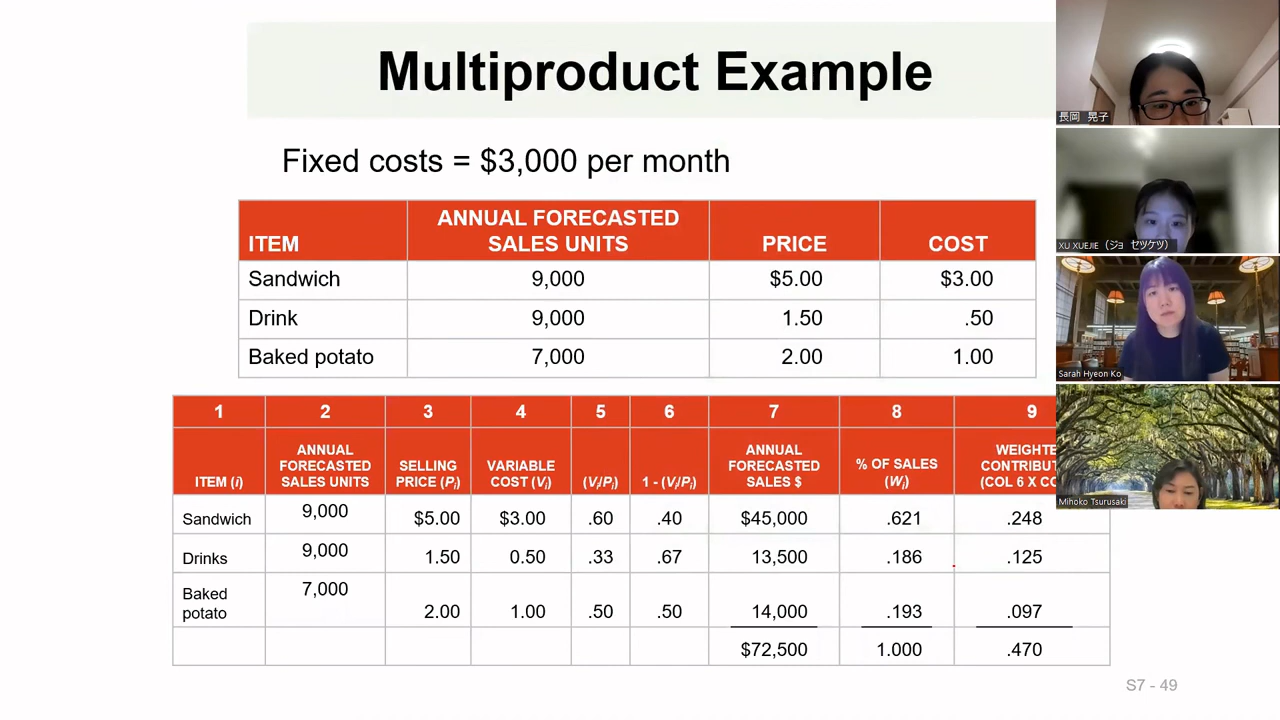 Multiproduct Example
Fixed costs = $3,000 per month
ITEM ANNUAL FORECASTED SALES UNITS PRICE COST
Sandwich 9,000 $5.00 $3.00
Drink 9,000 1.50 .50
Baked potato 7,000 2.00 1.00
1 2 3 4 5 6 7 8 9
ITEM (i) ANNUAL FORECASTED SALES UNITS SELLING PRICE (Pi) VARIABLE COST (Vi) (Vi/Pi) 1 - (Vi/Pi) ANNUAL FORECASTED SALES $ % OF SALES (Wi) WEIGHTE CONTRIBUT (COL 6 X CO
Sandwich 9,000 $5.00 $3.00 .60 .40 $45,000 .621 .248
Drinks 9,000 1.50 0.50 .33 .67 13,500 .186 .125
Baked potato 7,000 2.00 1.00 .50 .50 14,000 .193 .097
$72,500 1.000 .470
S7 - 49
長岡 晃子
XU XUEJIE (ジョ セツケツ)
Sarah Hyeon Ko
Mihoko Tsurusaki